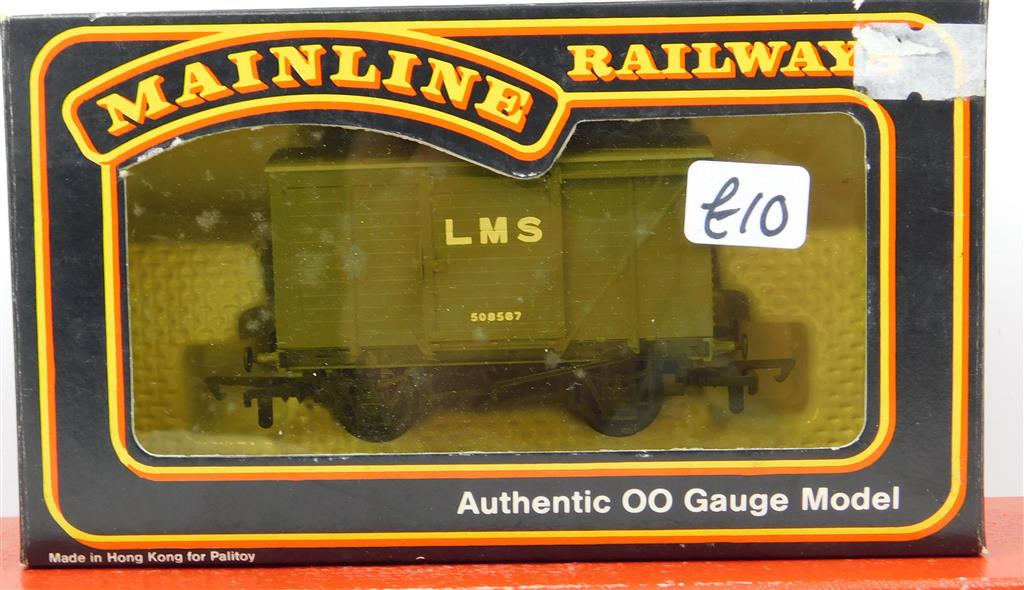 MAINLINE
RAILWAYS
£10
LMS
508587
Authentic OO Gauge Model
Made in Hong Kong for Palitoy